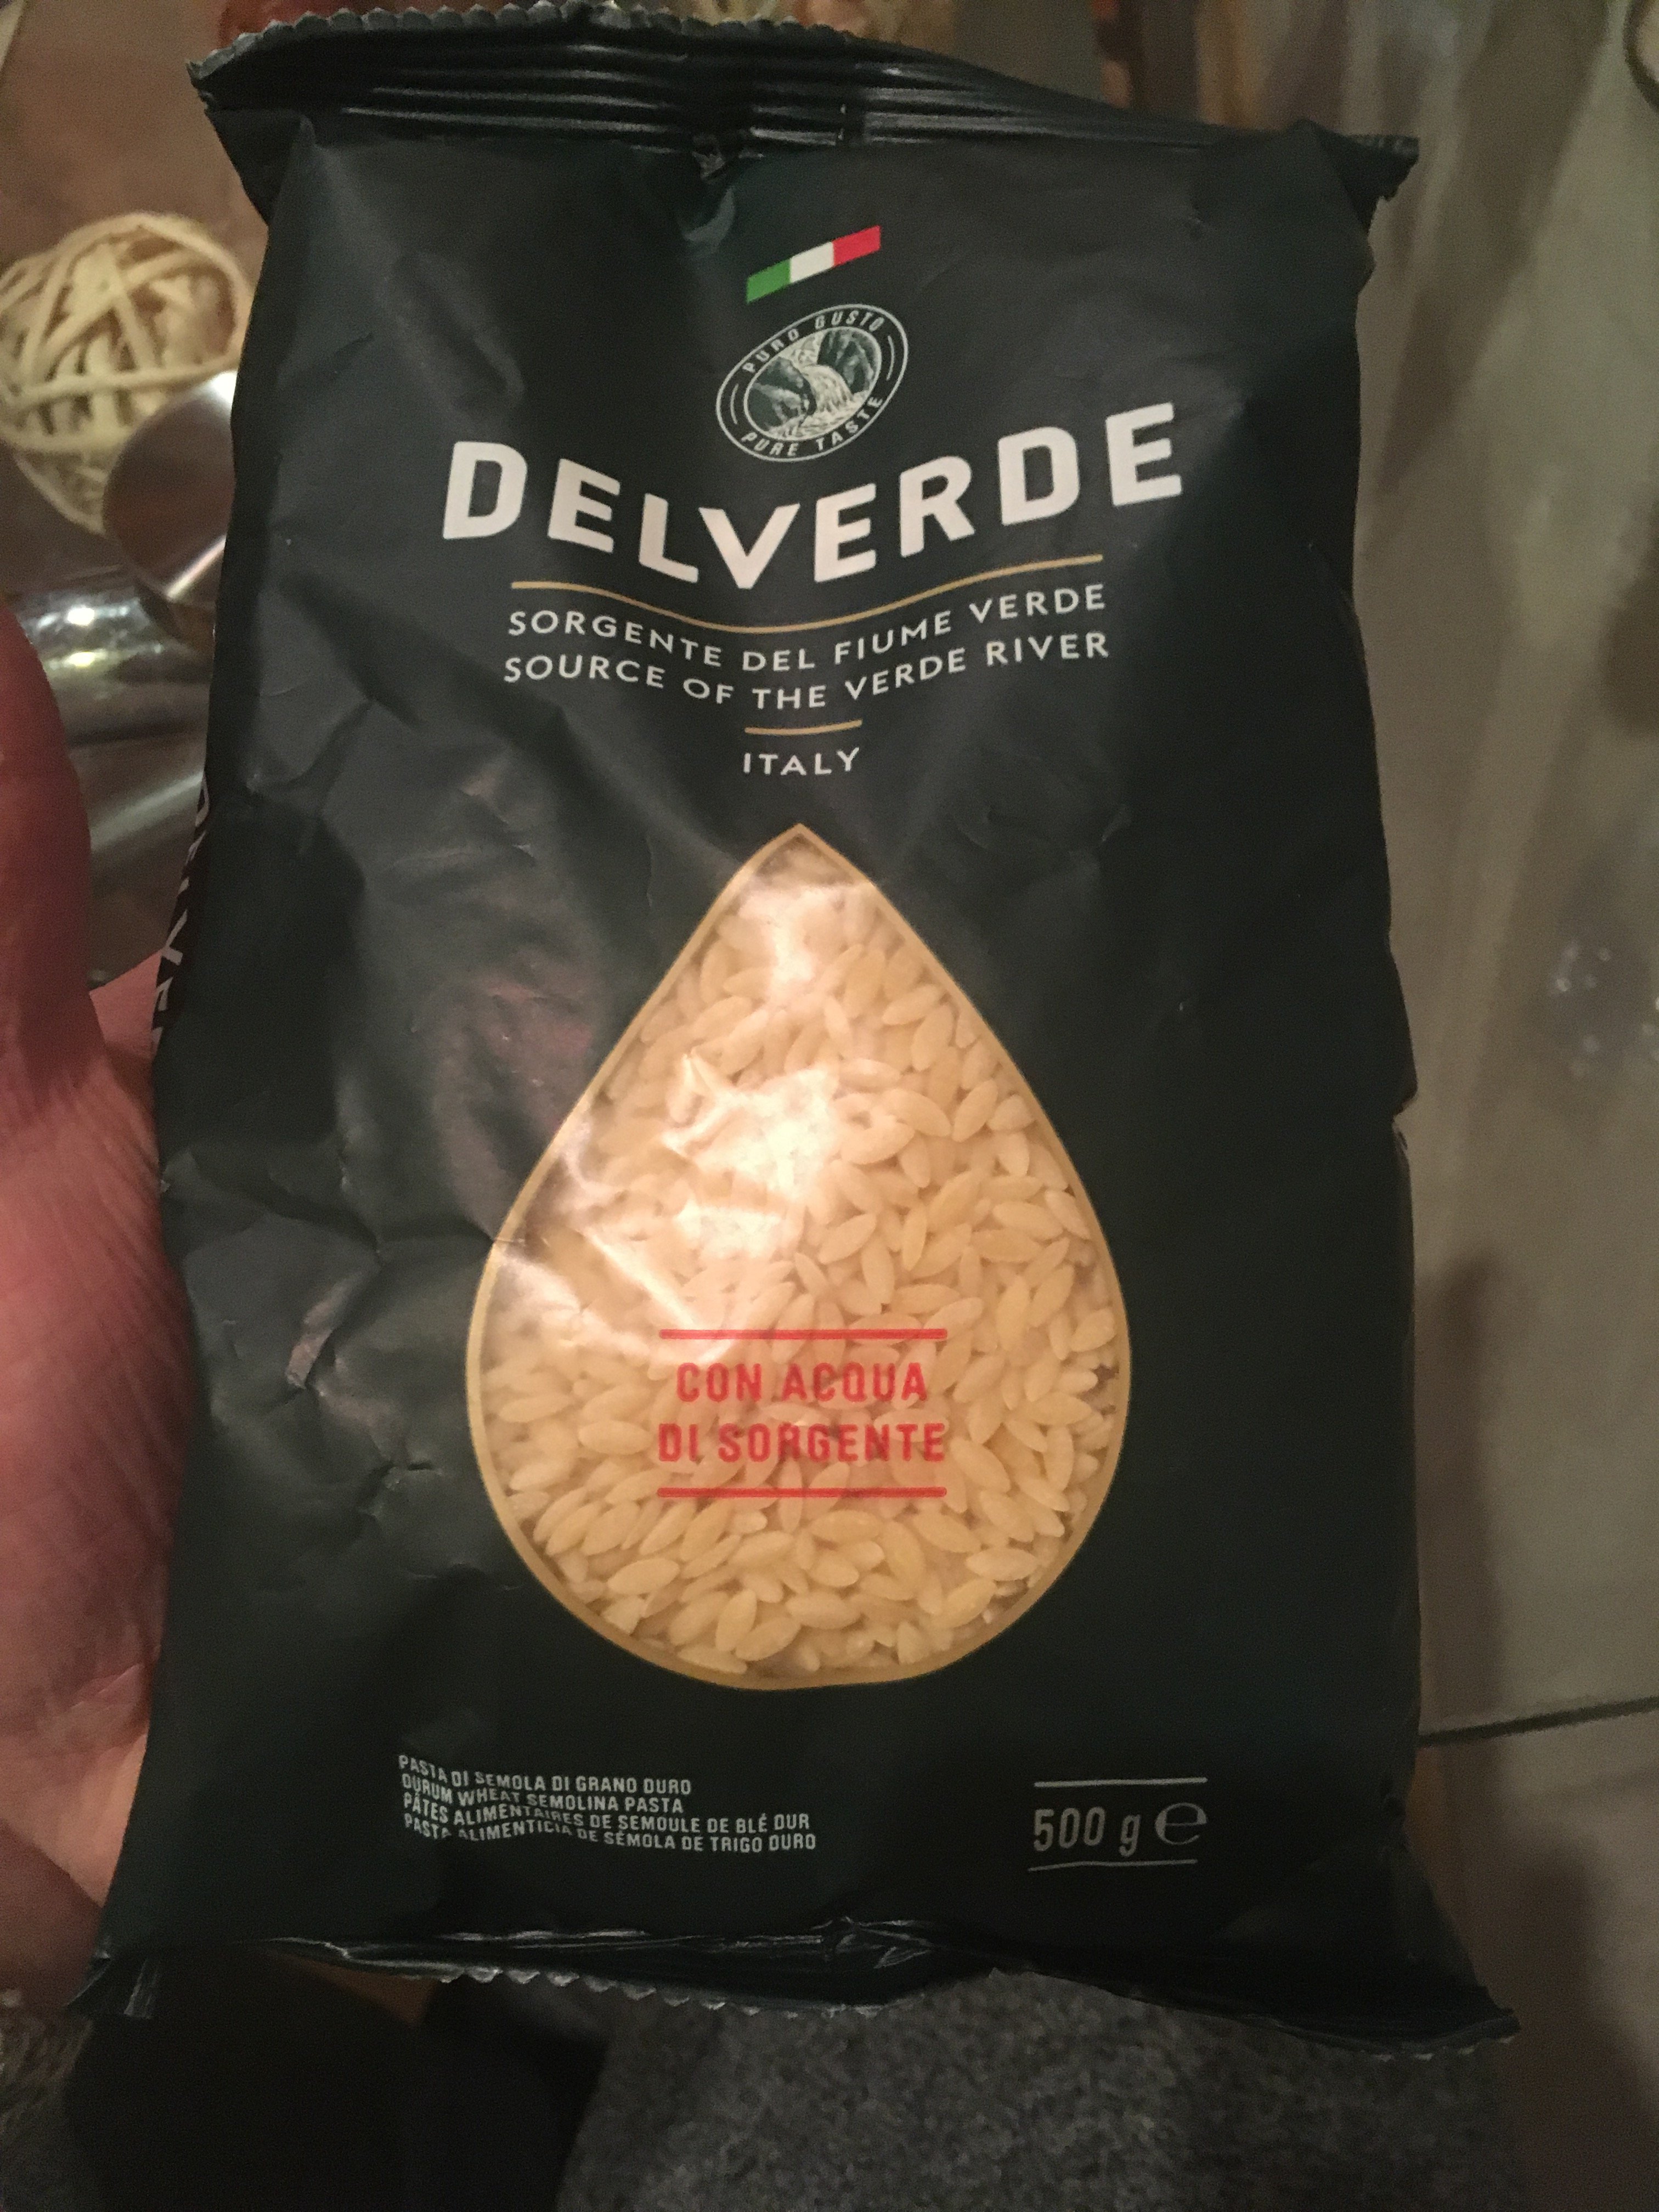 PURO GUSTO
PURE TASTE
DELVERDE
SORGENTE DEL FIUME VERDE
SOURCE OF THE VERDE RIVER
ITALY
CON ACQUA
DI SORGENTE
PASTA DI SEMOLA DI GRANO DURO
DURUM WHEAT SEMOLINA PASTA
PÂTES ALIMENTAIRES DE SEMOULE DE BLÉ DUR
PASTA ALIMENTICIA DE SÉMOLA DE TRIGO DURO
500 g e